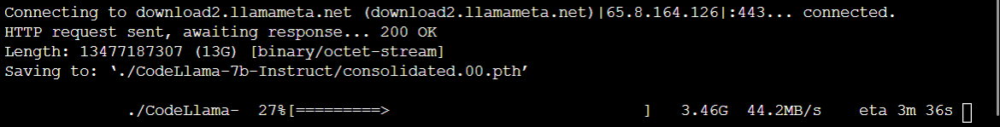 Connecting to download2.llamameta.net (download2.llamameta.net)|65.8.164.126|:443... connected.
HTTP request sent, awaiting response... 200 OK
Length: 13477187307 (13G) [binary/octet-stream]
Saving to: ‘./CodeLlama-7b-Instruct/consolidated.00.pth’
./CodeLlama-  27%[=========>                           ]   3.46G  44.2MB/s    eta 3m 36s